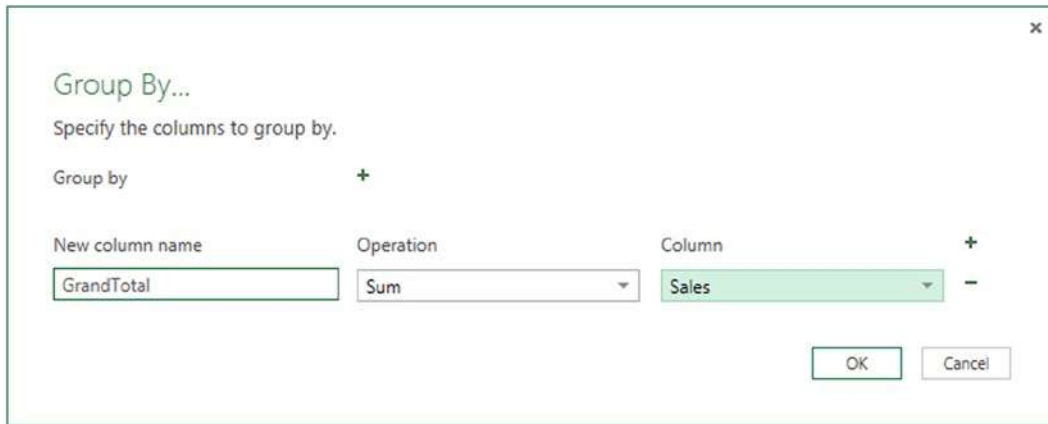 ×
Group By...
Specify the columns to group by.
Group by +
New column name Operation Column +
GrandTotal Sum Sales −
OK Cancel